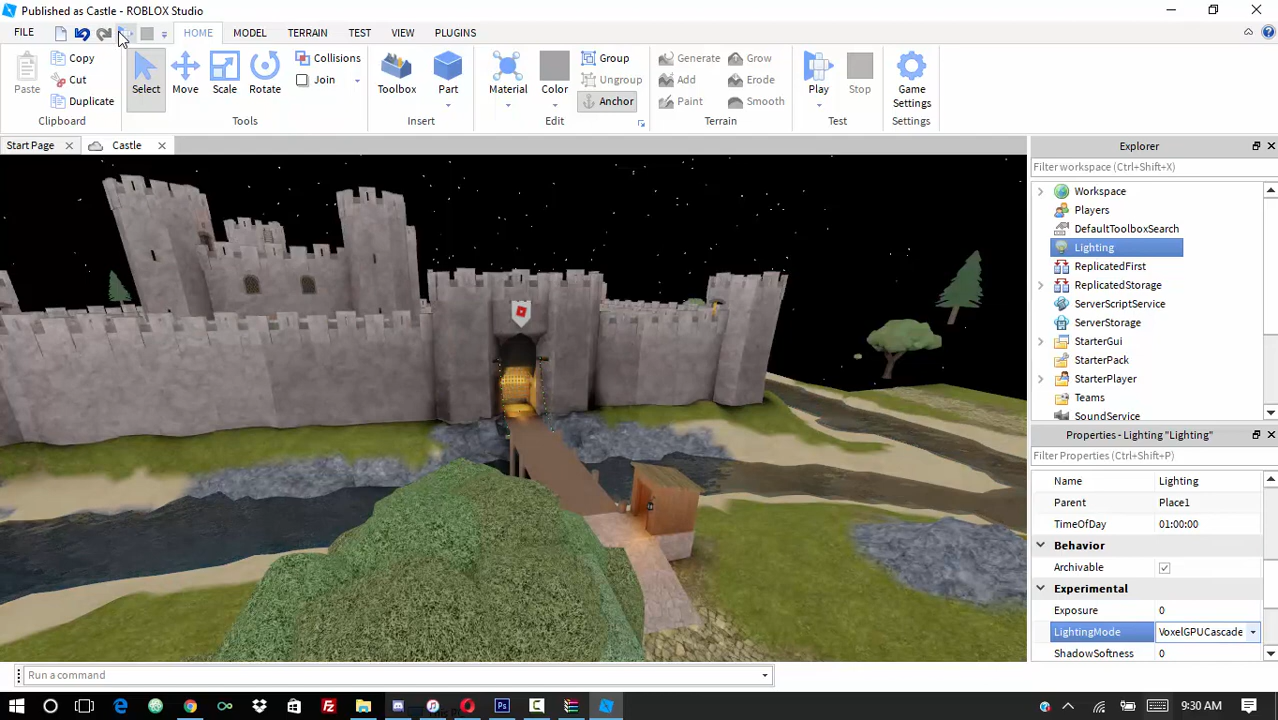 Published as Castle - ROBLOX Studio
FILE HOME MODEL TERRAIN TEST VIEW PLUGINS
Paste Copy Cut Duplicate Clipboard
Select Move Scale Rotate Collisions Join Tools
Toolbox Part Insert
Material Color Group Ungroup Anchor Edit
Generate Add Paint Grow Erode Smooth Terrain
Play Stop Test
Game Settings Settings
Start Page Castle
Explorer
Filter workspace (Ctrl+Shift+X)
Workspace
Players
DefaultToolboxSearch
Lighting
ReplicatedFirst
ReplicatedStorage
ServerScriptService
ServerStorage
StarterGui
StarterPack
StarterPlayer
Teams
SoundService
Properties - Lighting "Lighting"
Filter Properties (Ctrl+Shift+P)
Name Lighting
Parent Place1
TimeOfDay 01:00:00
Behavior
Archivable
Experimental
Exposure 0
LightingMode VoxelGPUCascade
ShadowSoftness 0
Run a command
9:30 AM